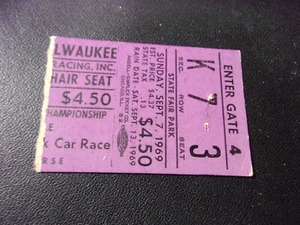 LWAUKEE
RACING, INC.
HAIR SEAT
$4.50
CHAMPIONSHIP
E
k Car Race
RSE
SUNDAY SEPT. 7, 1969
EST. PRICE $4.37
STATE TAX .13
$4.50
RAIN DATE - SAT. SEPT. 13, 1969
CHICAGO, ILL.
STATE FAIR PARK
SEC. ROW SEAT
K 7 3
ENTER GATE 4